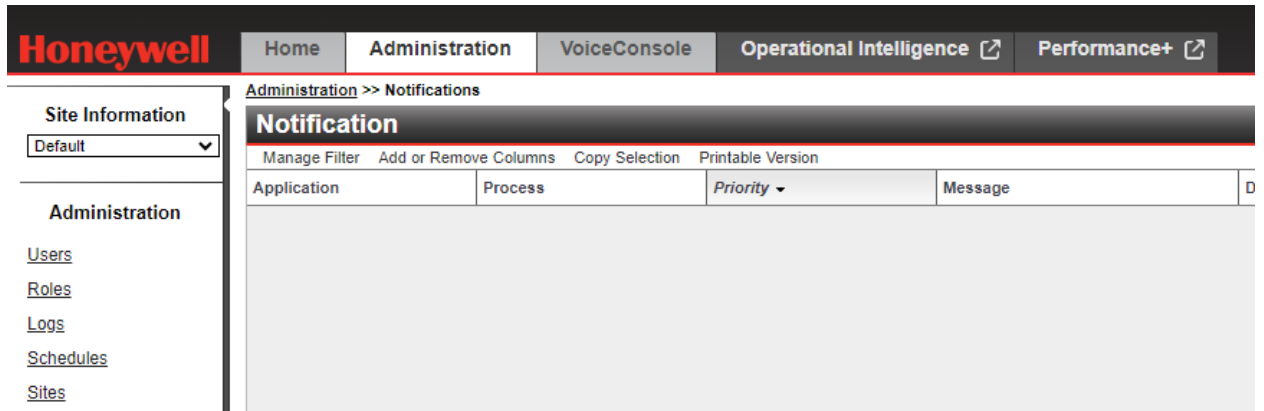 Honeywell
Home Administration VoiceConsole Operational Intelligence Performance+
Administration >> Notifications
Site Information
Default
Notification
Manage Filter Add or Remove Columns Copy Selection Printable Version
Application Process Priority Message D
Administration
Users
Roles
Logs
Schedules
Sites